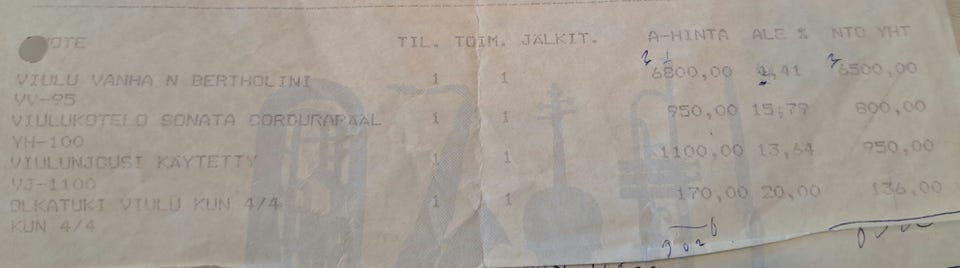 OTE TIL. TOIM. JÄLKIT. A-HINTA ALE % NTO YHT
VIULU VANHA N BERTHOLINI 1 1 6800,00 4,41 6500,00
VV-95
VIULUKOTELO SONATA CORDURAPÄÄL 1 1 950,00 15,79 800,00
YH-100
VIULUNJOUSI KÄYTETTY 1 1 1100,00 13,64 950,00
VJ-1100
OLKATUKI VIULU KUN 4/4 1 1 170,00 20,00 136,00
KUN 4/4
9020